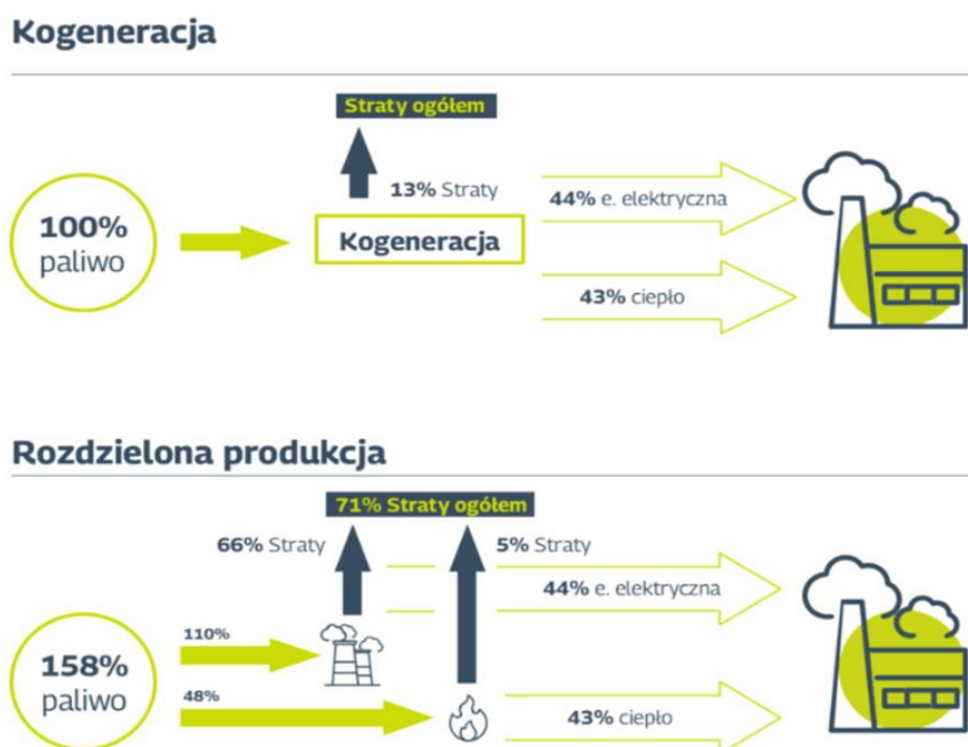 Kogeneracja
Straty ogółem
13% Straty
44% e. elektryczna
100%
paliwo
Kogeneracja
43% ciepło
Rozdzielona produkcja
71% Straty ogółem
66% Straty
5% Straty
44% e. elektryczna
110%
158%
paliwo
48%
43% ciepło